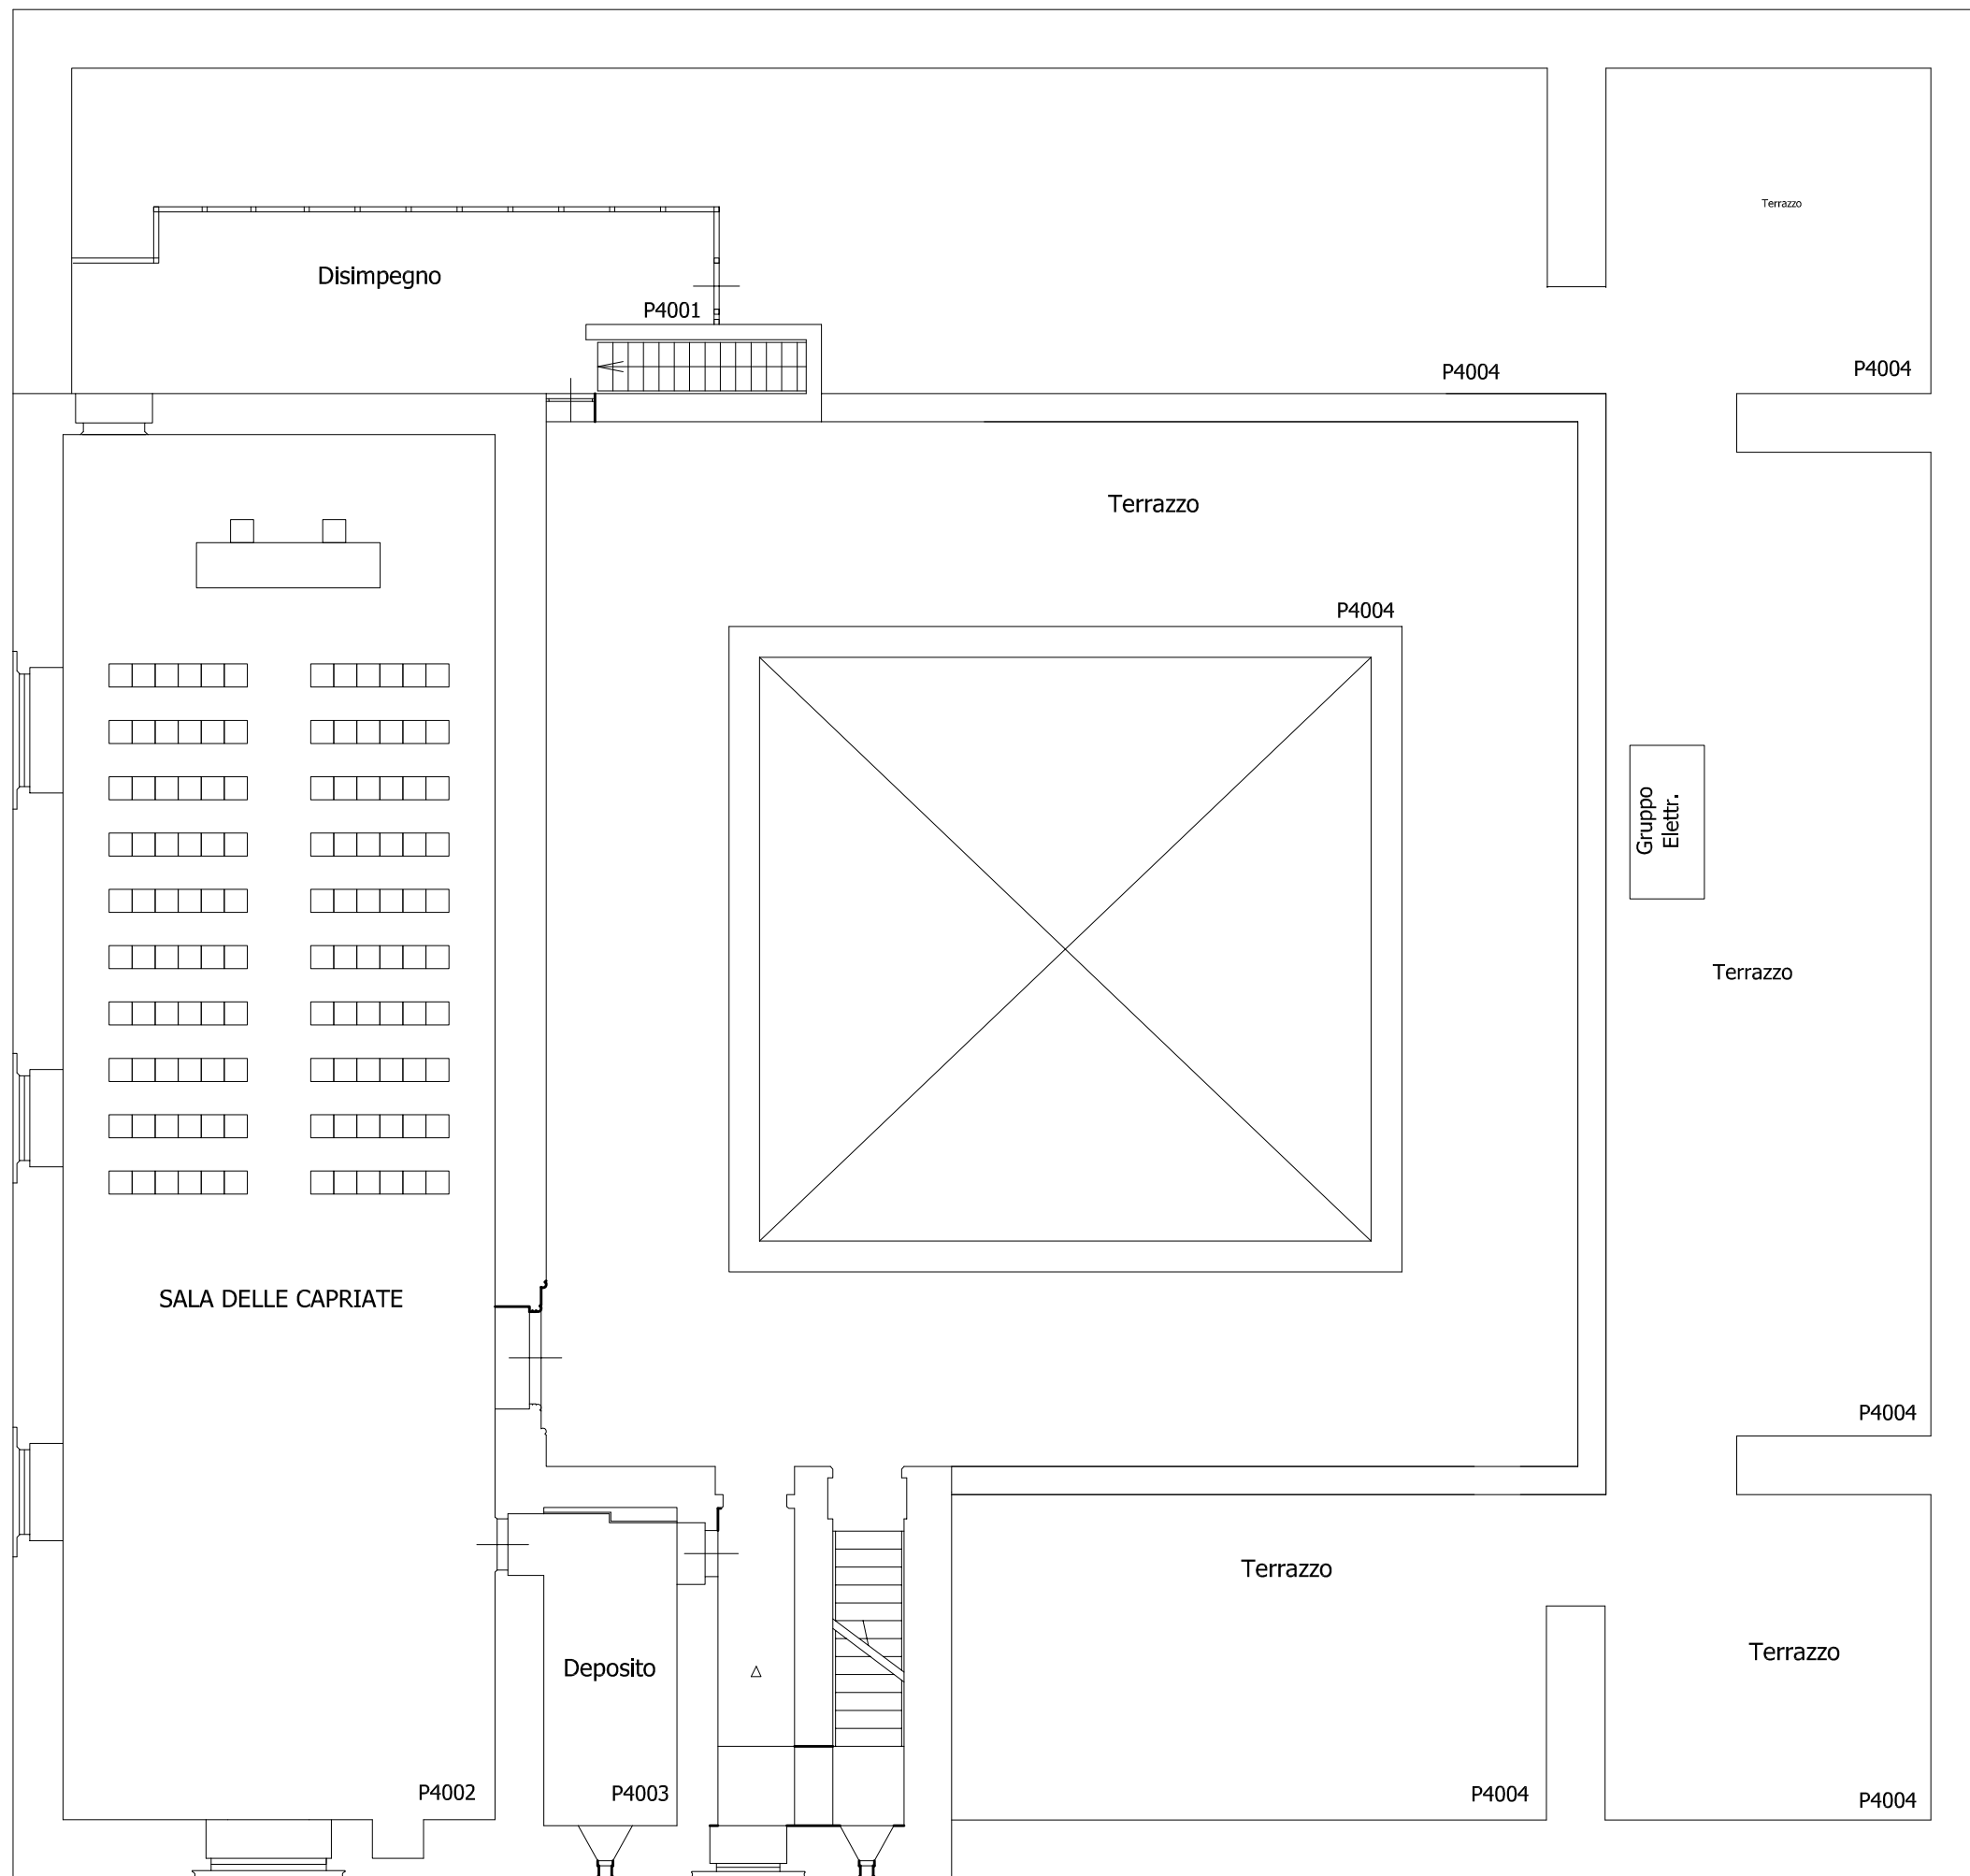 Terrazzo
Disimpegno
P4001
P4004
P4004
Terrazzo
P4004
Gruppo
Elettr.
Terrazzo
SALA DELLE CAPRIATE
P4004
Terrazzo
Terrazzo
Deposito
P4002
P4003
P4004
P4004